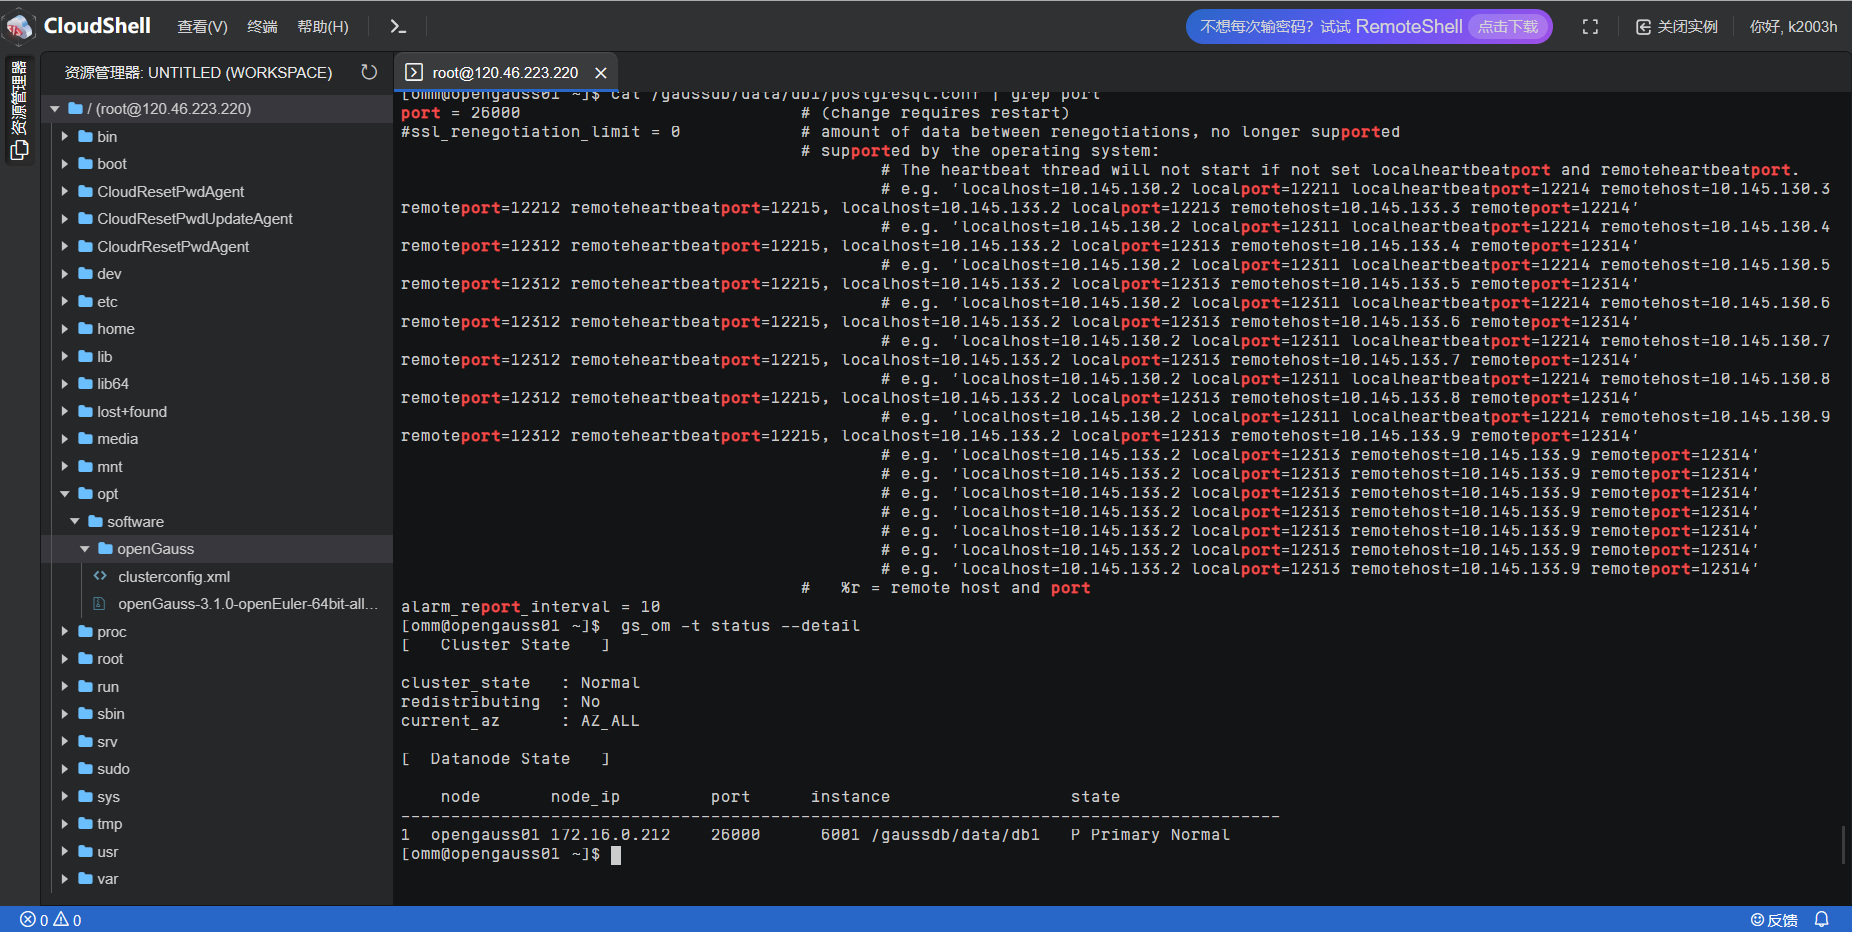 CloudShell 查看(V) 终端 帮助(H) 不想每次输密码? 试试 RemoteShell 点击下载 关闭实例 你好, k2003h
资源管理器
资源管理器: UNTITLED (WORKSPACE)
/ (root@120.46.223.220)
bin
boot
CloudResetPwdAgent
CloudResetPwdUpdateAgent
CloudrResetPwdAgent
dev
etc
home
lib
lib64
lost+found
media
mnt
opt
software
openGauss
clusterconfig.xml
openGauss-3.1.0-openEuler-64bit-all...
proc
root
run
sbin
srv
sudo
sys
tmp
usr
var
root@120.46.223.220
[omm@opengauss01 ~]$ cat /gaussdb/data/db1/postgresql.conf | grep port
port = 26000 # (change requires restart)
#ssl_renegotiation_limit = 0 # amount of data between renegotiations, no longer supported
# supported by the operating system:
# The heartbeat thread will not start if not set localheartbeatport and remoteheartbeatport.
# e.g. 'localhost=10.145.130.2 localport=12211 localheartbeatport=12214 remotehost=10.145.130.3
remoteport=12212 remoteheartbeatport=12215, localhost=10.145.133.2 localport=12213 remotehost=10.145.133.3 remoteport=12214'
# e.g. 'localhost=10.145.130.2 localport=12311 localheartbeatport=12214 remotehost=10.145.130.4
remoteport=12312 remoteheartbeatport=12215, localhost=10.145.133.2 localport=12313 remotehost=10.145.133.4 remoteport=12314'
# e.g. 'localhost=10.145.130.2 localport=12311 localheartbeatport=12214 remotehost=10.145.130.5
remoteport=12312 remoteheartbeatport=12215, localhost=10.145.133.2 localport=12313 remotehost=10.145.133.5 remoteport=12314'
# e.g. 'localhost=10.145.130.2 localport=12311 localheartbeatport=12214 remotehost=10.145.130.6
remoteport=12312 remoteheartbeatport=12215, localhost=10.145.133.2 localport=12313 remotehost=10.145.133.6 remoteport=12314'
# e.g. 'localhost=10.145.130.2 localport=12311 localheartbeatport=12214 remotehost=10.145.130.7
remoteport=12312 remoteheartbeatport=12215, localhost=10.145.133.2 localport=12313 remotehost=10.145.133.7 remoteport=12314'
# e.g. 'localhost=10.145.130.2 localport=12311 localheartbeatport=12214 remotehost=10.145.130.8
remoteport=12312 remoteheartbeatport=12215, localhost=10.145.133.2 localport=12313 remotehost=10.145.133.8 remoteport=12314'
# e.g. 'localhost=10.145.130.2 localport=12311 localheartbeatport=12214 remotehost=10.145.130.9
remoteport=12312 remoteheartbeatport=12215, localhost=10.145.133.2 localport=12313 remotehost=10.145.133.9 remoteport=12314'
# e.g. 'localhost=10.145.133.2 localport=12313 remotehost=10.145.133.9 remoteport=12314'
# e.g. 'localhost=10.145.133.2 localport=12313 remotehost=10.145.133.9 remoteport=12314'
# e.g. 'localhost=10.145.133.2 localport=12313 remotehost=10.145.133.9 remoteport=12314'
# e.g. 'localhost=10.145.133.2 localport=12313 remotehost=10.145.133.9 remoteport=12314'
# e.g. 'localhost=10.145.133.2 localport=12313 remotehost=10.145.133.9 remoteport=12314'
# e.g. 'localhost=10.145.133.2 localport=12313 remotehost=10.145.133.9 remoteport=12314'
# e.g. 'localhost=10.145.133.2 localport=12313 remotehost=10.145.133.9 remoteport=12314'
# %r = remote host and port
alarm_report_interval = 10
[omm@opengauss01 ~]$ gs_om -t status --detail
[ Cluster State ]
cluster_state : Normal
redistributing : No
current_az : AZ_ALL
[ Datanode State ]
node node_ip port instance state
----------------------------------------------------------------------------------------
1 opengauss01 172.16.0.212 26000 6001 /gaussdb/data/db1 P Primary Normal
[omm@opengauss01 ~]$
0 0 反馈